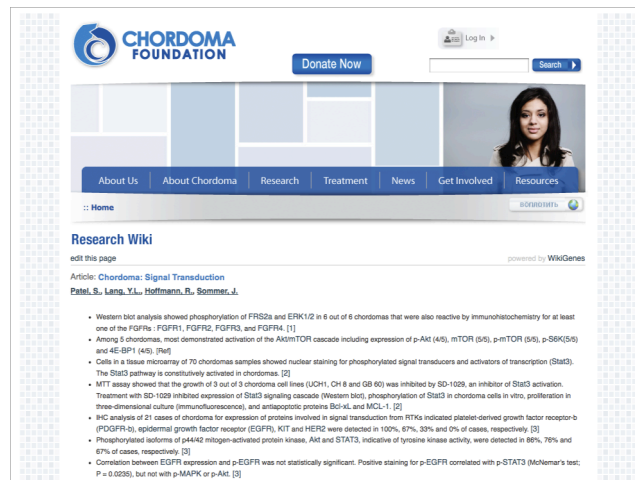 CHORDOMA
FOUNDATION
Log In
Donate Now
Search
About Us
About Chordoma
Research
Treatment
News
Get Involved
Resources
:: Home
Research Wiki
edit this page
powered by WikiGenes
Article: Chordoma: Signal Transduction
Patel, S., Lang, Y.L., Hoffmann, R., Sommer, J.
Western blot analysis showed phosphorylation of FRS2a and ERK1/2 in 6 out of 6 chordomas that were also reactive by immunohistochemistry for at least
one of the FGFRs : FGFR1, FGFR2, FGFR3, and FGFR4. [1]
Among 5 chordomas, most demonstrated activation of the Akt/mTOR cascade including expression of p-Akt (4/5), mTOR (5/5), p-mTOR (5/5), p-S6K(5/5)
and 4E-BP1 (4/5). [Ref]
Cells in a tissue microarray of 70 chordomas samples showed nuclear staining for phosphorylated signal transducers and activators of transcription (Stat3).
The Stat3 pathway is constitutively activated in chordomas. [2]
MTT assay showed that the growth of 3 out of 3 chordoma cell lines (UCH1, CH 8 and GB 60) was inhibited by SD-1029, an inhibitor of Stat3 activation.
Treatment with SD-1029 inhibited expression of Stat3 signaling cascade (Western blot), phosphorylation of Stat3 in chordoma cells in vitro, proliferation in
three-dimensional culture (immunofluorescence), and antiapoptotic proteins Bcl-xL and MCL-1. [2]
IHC analysis of 21 cases of chordoma for expression of proteins involved in signal transduction from RTKs indicated platelet-derived growth factor receptor-b
(PDGFR-b), epidermal growth factor receptor (EGFR), KIT and HER2 were detected in 100%, 67%, 33% and 0% of cases, respectively. [3]
Phosphorylated isoforms of p44/42 mitogen-activated protein kinase, Akt and STAT3, indicative of tyrosine kinase activity, were detected in 86%, 76% and
67% of cases, respectively. [3]
Correlation between EGFR expression and p-EGFR was not statistically significant. Positive staining for p-EGFR correlated with p-STAT3 (McNemar's test;
P = 0.0235), but not with p-MAPK or p-Akt. [3]